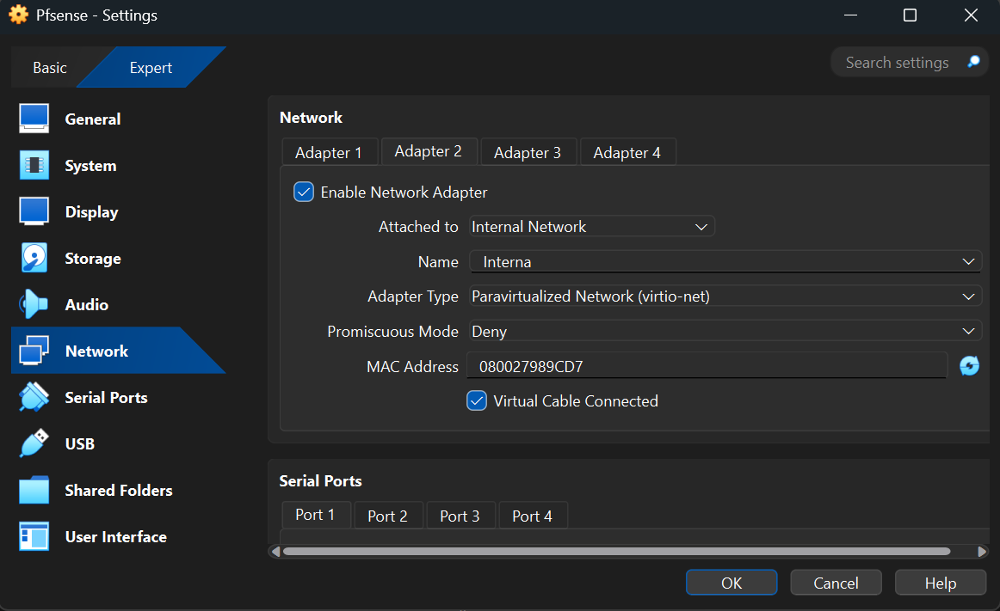 Pfsense - Settings
Basic
Expert
Search settings
General
System
Display
Storage
Audio
Network
Serial Ports
USB
Shared Folders
User Interface
Network
Adapter 1
Adapter 2
Adapter 3
Adapter 4
Enable Network Adapter
Attached to Internal Network
Name Interna
Adapter Type Paravirtualized Network (virtio-net)
Promiscuous Mode Deny
MAC Address 080027989CD7
Virtual Cable Connected
Serial Ports
Port 1
Port 2
Port 3
Port 4
OK
Cancel
Help